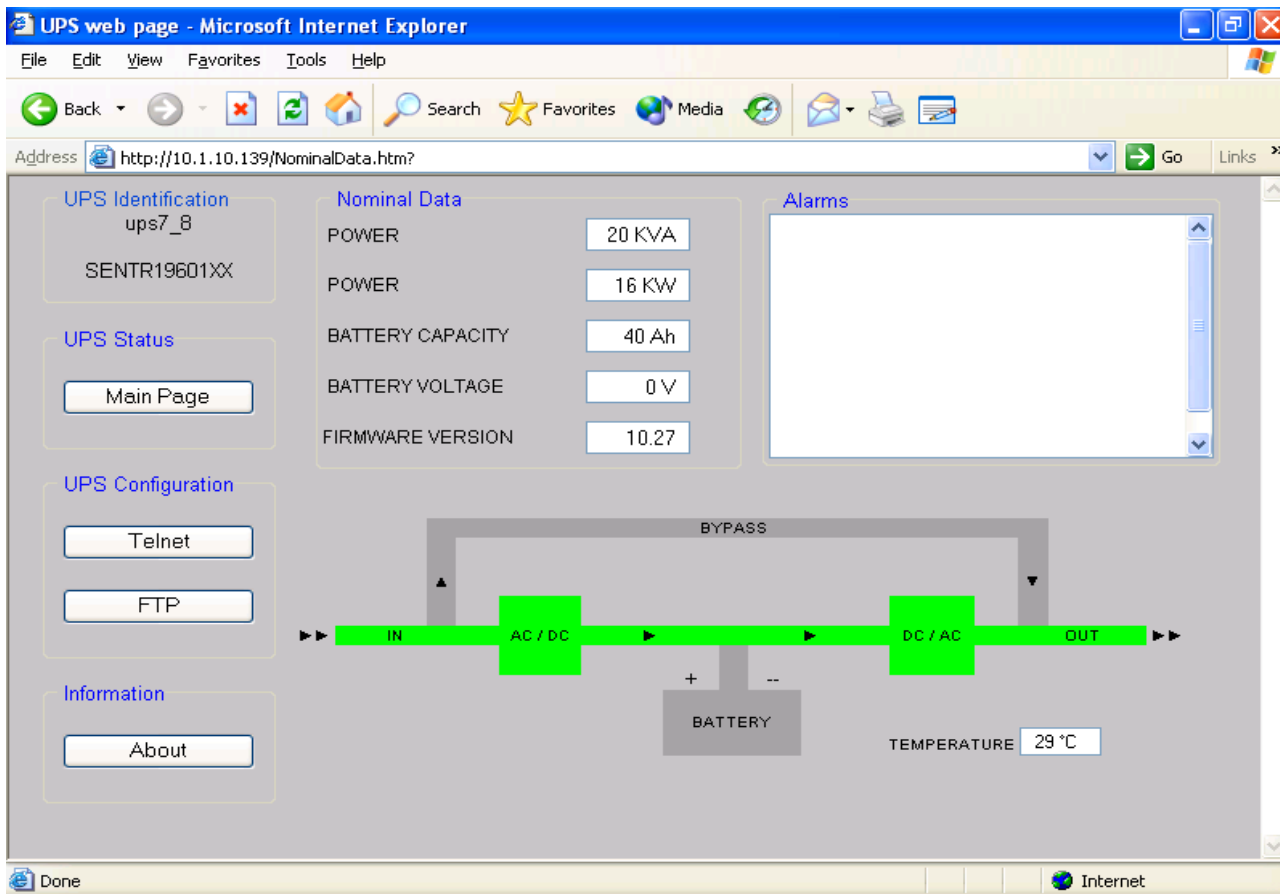 UPS web page - Microsoft Internet Explorer
File Edit View Favorites Tools Help
Back Search Favorites Media
Address http://10.1.10.139/NominalData.htm? Go Links »
UPS Identification
ups7_8
SENTR19601XX
UPS Status
Main Page
UPS Configuration
Telnet
FTP
Information
About
Nominal Data
POWER 20 KVA
POWER 16 KW
BATTERY CAPACITY 40 Ah
BATTERY VOLTAGE 0 V
FIRMWARE VERSION 10.27
Alarms
BYPASS
IN AC / DC DC / AC OUT
+ --
BATTERY
TEMPERATURE 29 °C
Done Internet